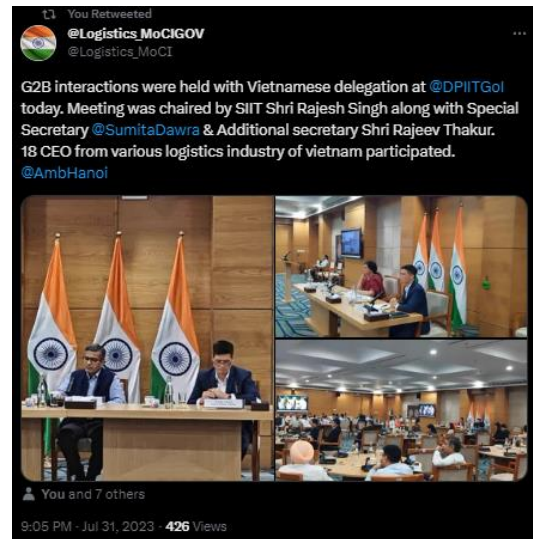 You Retweeted
@Logistics_MoCIGOV
@Logistics_MoCI
G2B interactions were held with Vietnamese delegation at @DPIITGoI
today. Meeting was chaired by SIIT Shri Rajesh Singh along with Special
Secretary @SumitaDawra & Additional secretary Shri Rajeev Thakur.
18 CEO from various logistics industry of vietnam participated.
@AmbHanoi
You and 7 others
9:05 PM · Jul 31, 2023 · 426 Views